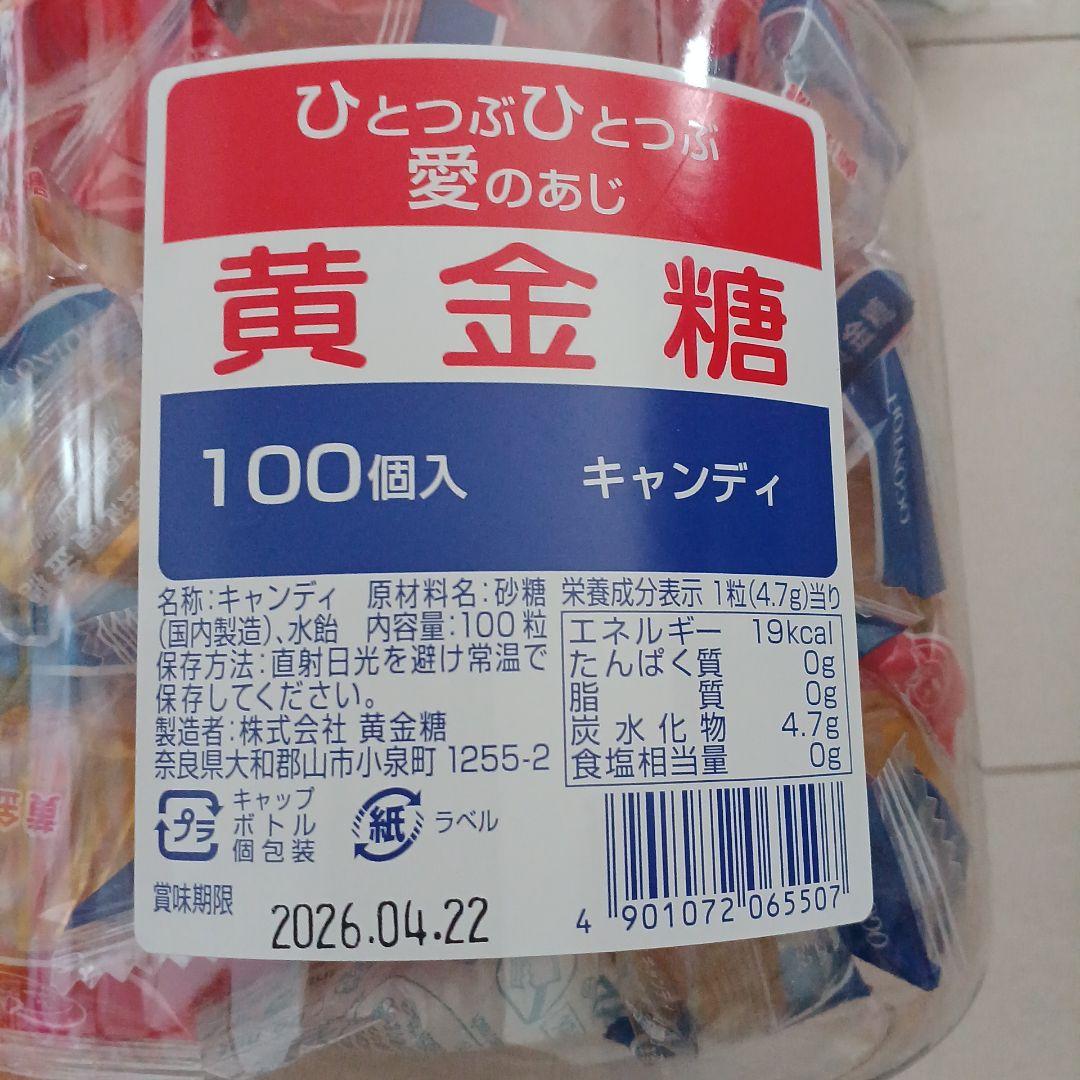 ひとつぶひとつぶ
愛のあじ
黄金糖
100個入 キャンディ
名称:キャンディ 原材料名:砂糖
(国内製造)、水飴 内容量:100粒
保存方法:直射日光を避け常温で
保存してください。
製造者:株式会社 黄金糖
奈良県大和郡山市小泉町 1255-2
栄養成分表示 1粒(4.7g)当り
エネルギー 19kcal
たんぱく質 0g
脂質 0g
炭水化物 4.7g
食塩相当量 0g
プラ
キャップ
ボトル
個包装
紙 ラベル
賞味期限 2026.04.22
4 901072 065507